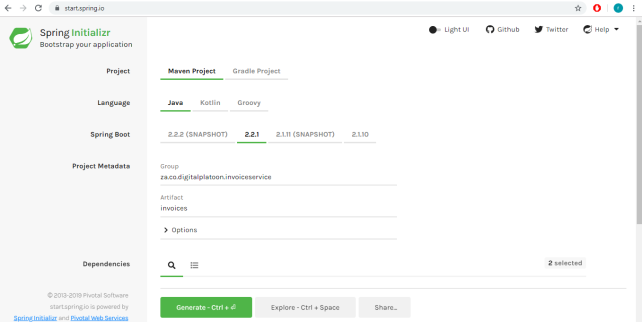 start.spring.io
Spring Initializr
Bootstrap your application
Light UI
Github
Twitter
Help
Project
Maven Project
Gradle Project
Language
Java
Kotlin
Groovy
Spring Boot
2.2.2 (SNAPSHOT)
2.2.1
2.1.11 (SNAPSHOT)
2.1.10
Project Metadata
Group
za.co.digitalplatoon.invoiceservice
Artifact
invoices
Options
Dependencies
2 selected
© 2013-2019 Pivotal Software
start.spring.io is powered by
Spring Initializr and Pivotal Web Services
Generate - Ctrl + ⏎
Explore - Ctrl + Space
Share...